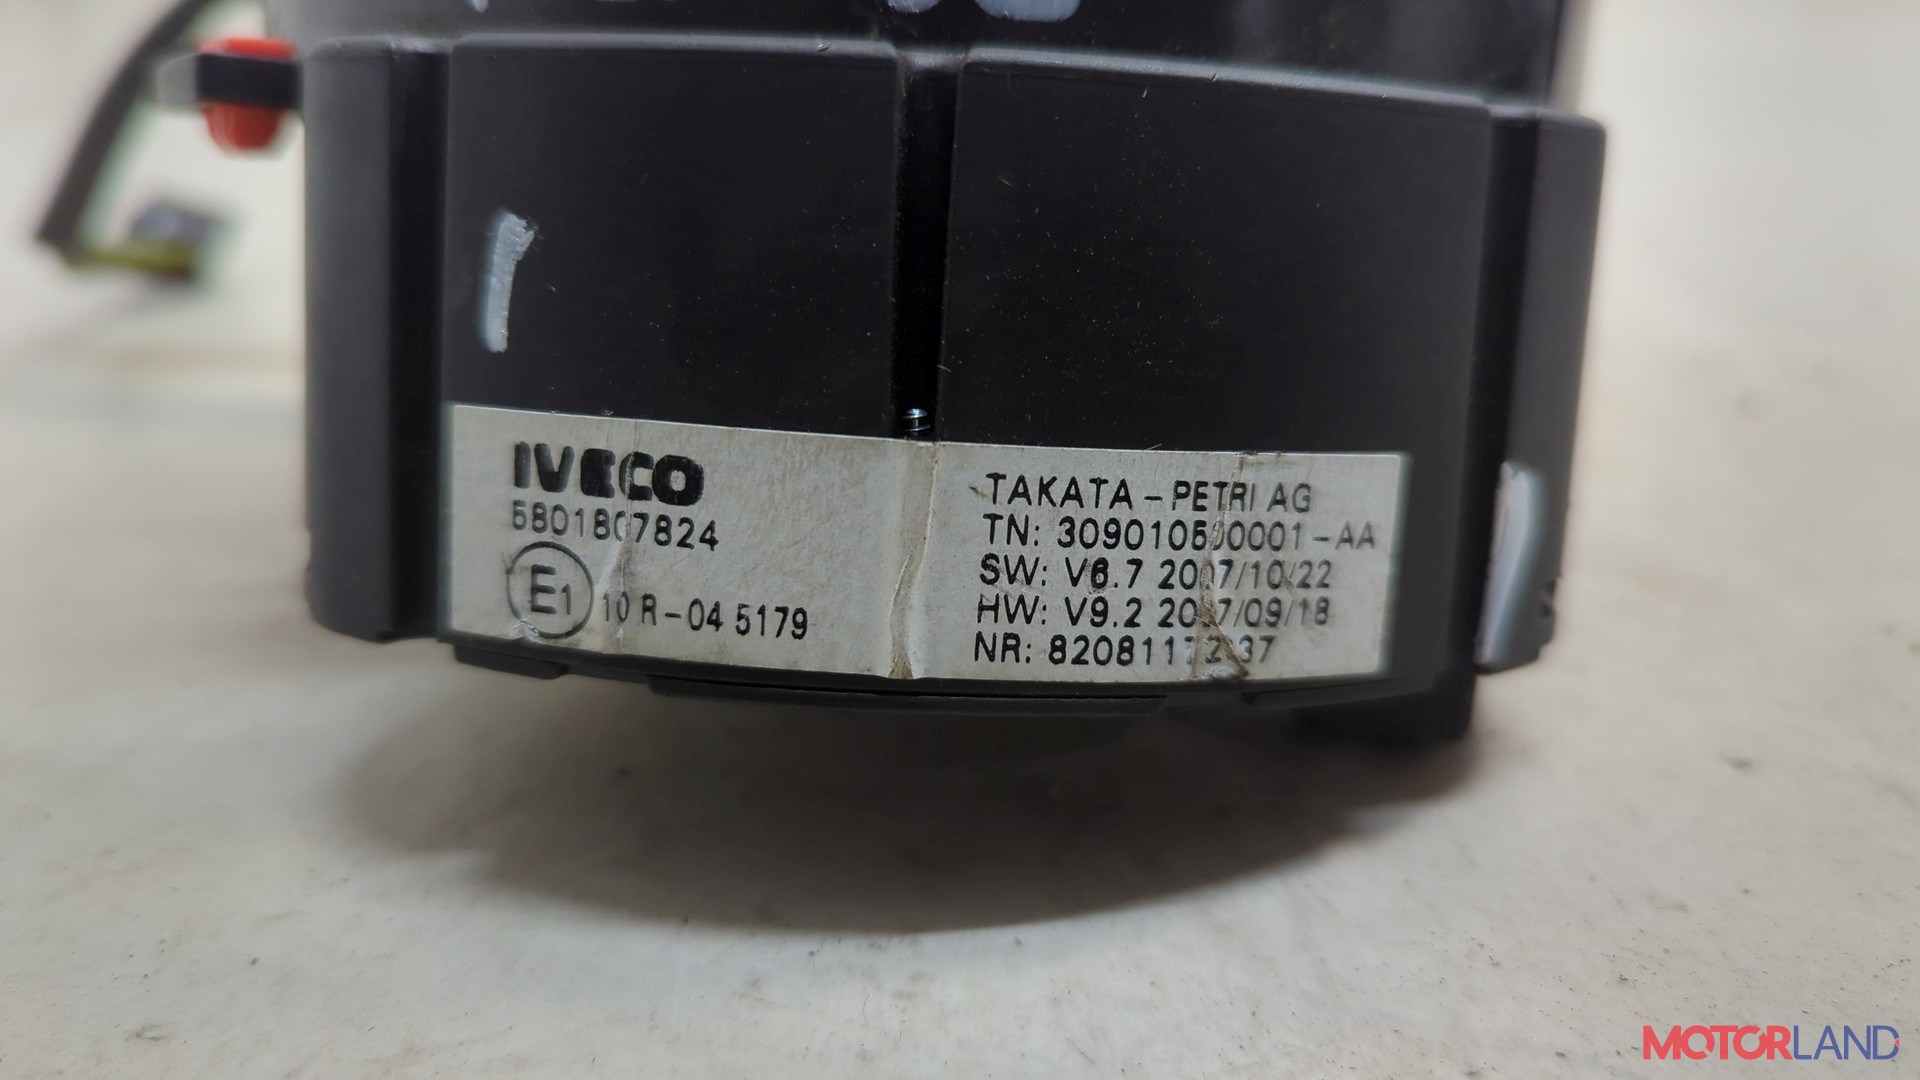 IVECO
5801807824
E1 10 R-04 5179
TAKATA-PETRI AG
TN: 309010500001-AA
SW: V6.7 2007/10/22
HW: V9.2 2007/09/18
NR:
MOTORLAND